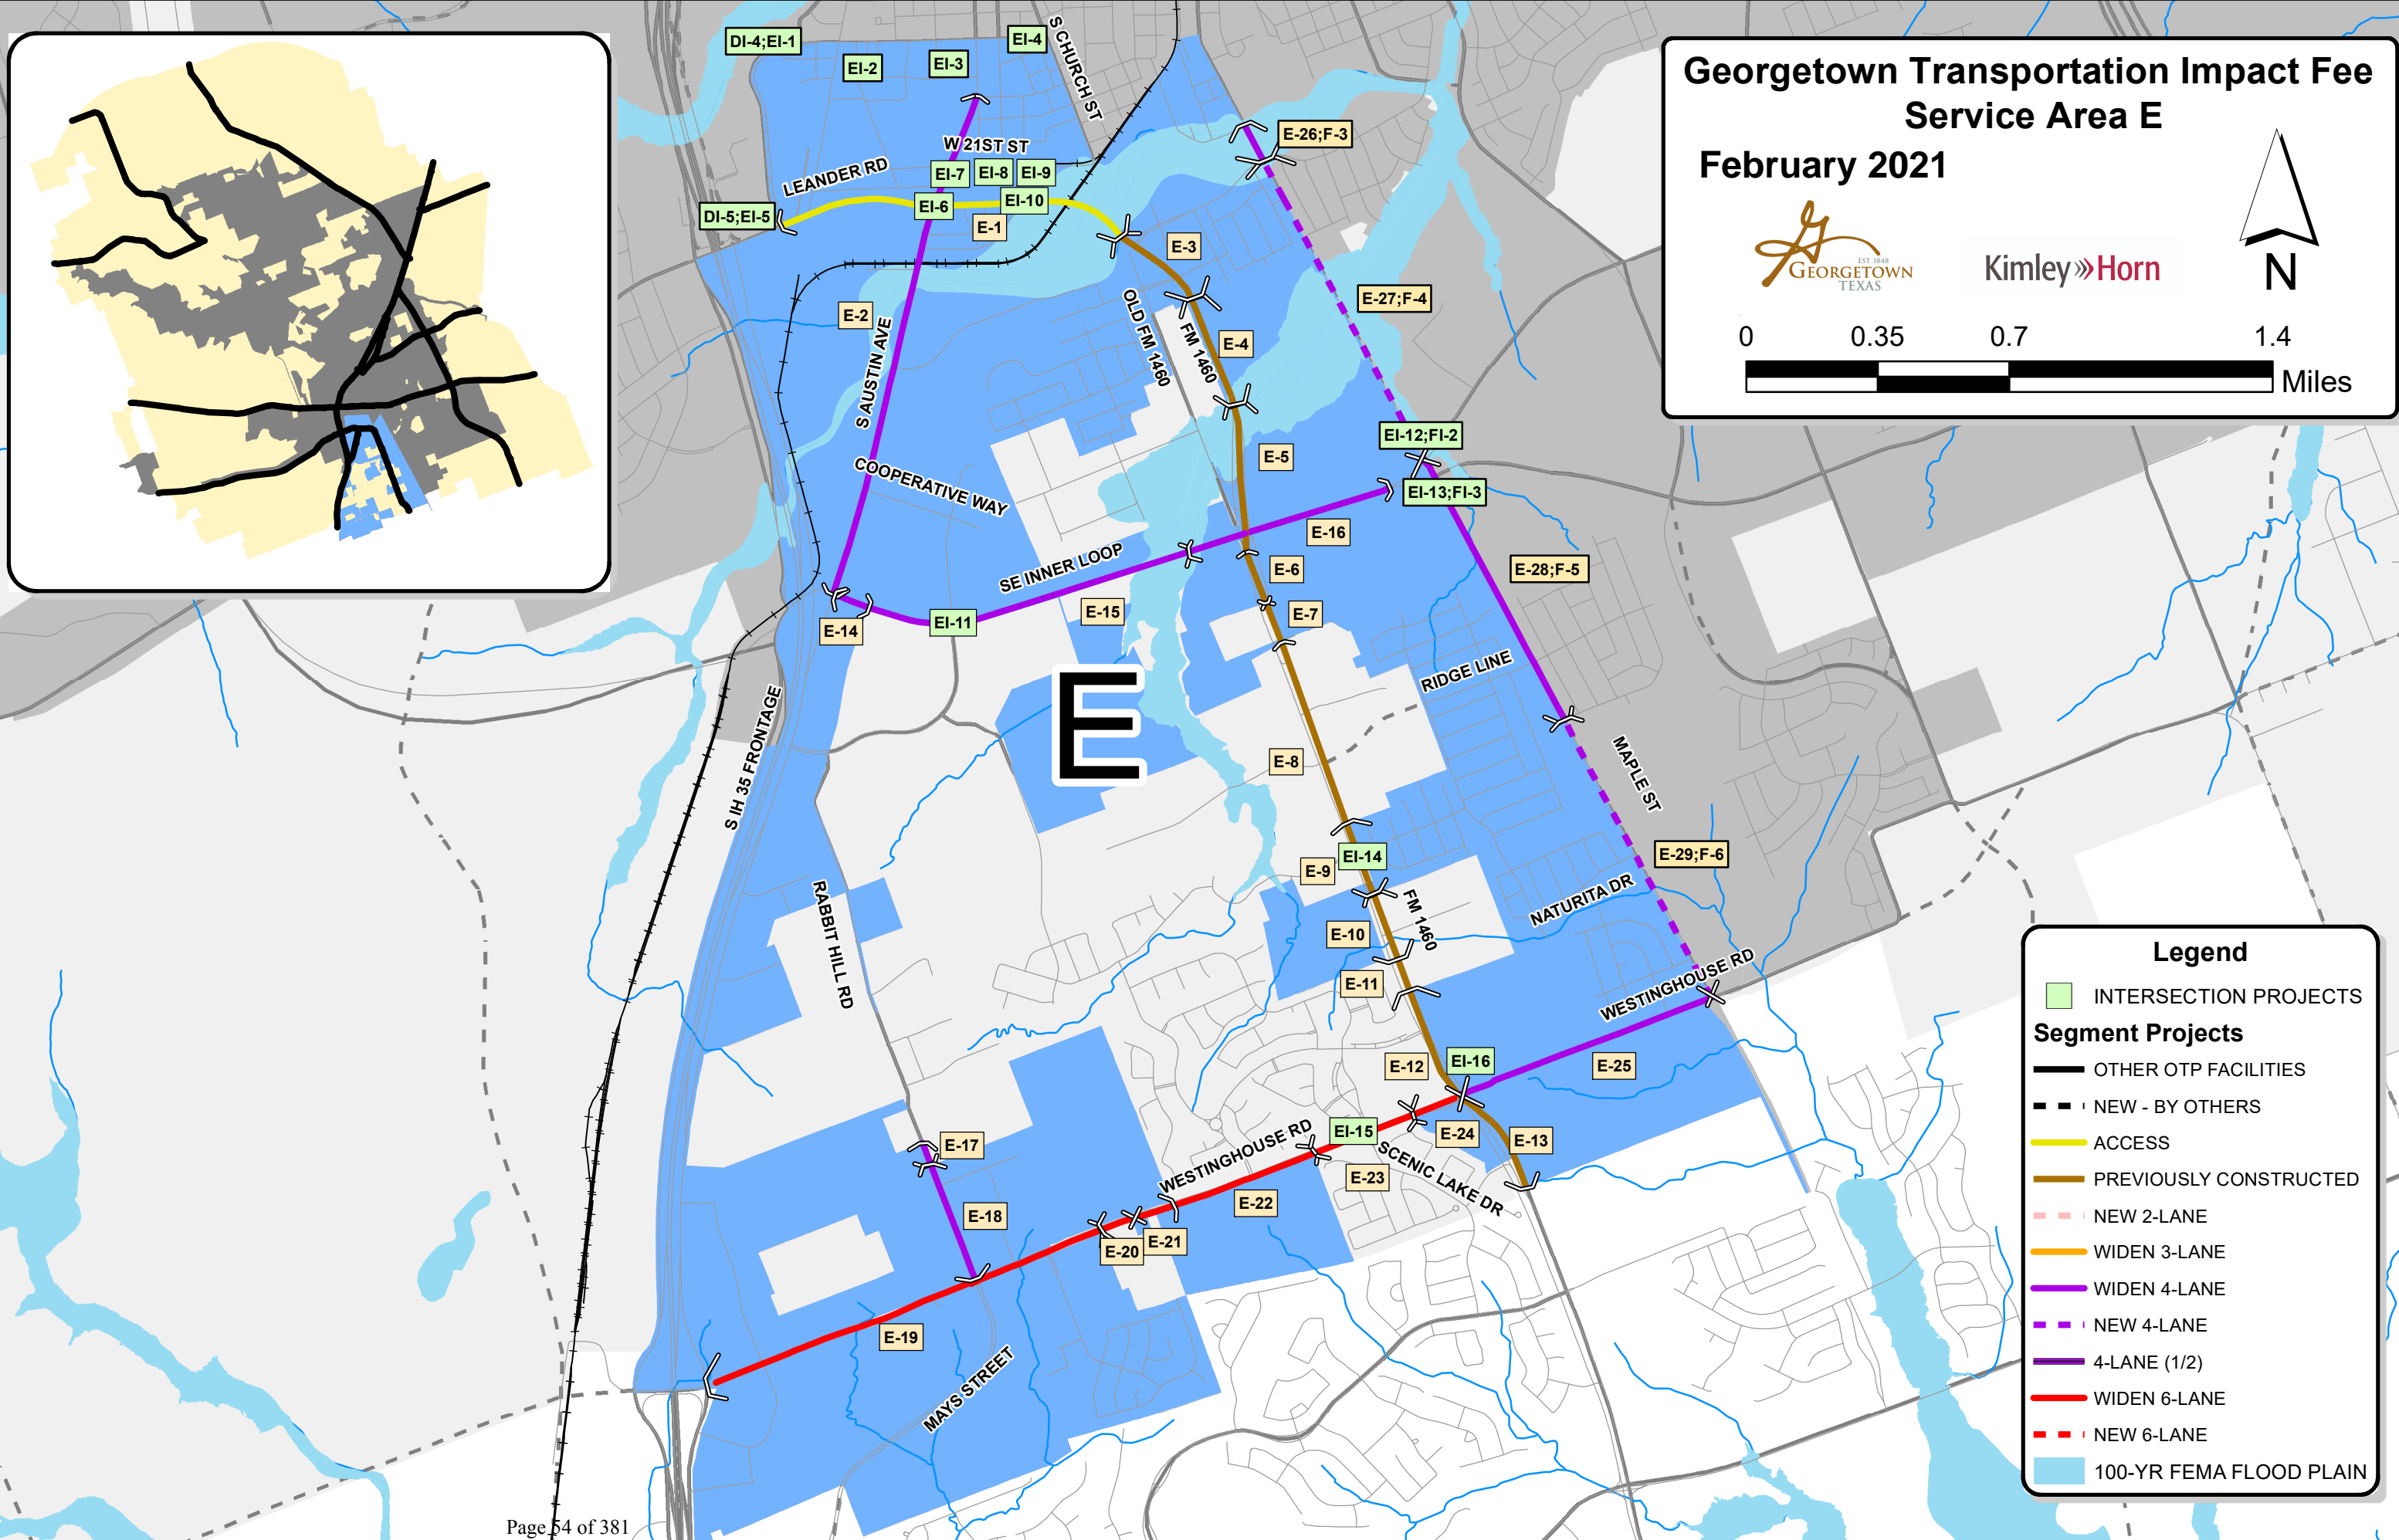 Georgetown Transportation Impact Fee
Service Area E
February 2021
EST. 1848
GEORGETOWN
TEXAS
Kimley»Horn
N
0 0.35 0.7 1.4
Miles
DI-4;EI-1
EI-2
EI-3
EI-4
S CHURCH ST
W 21ST ST
LEANDER RD
EI-7
EI-8
EI-9
DI-5;EI-5
EI-6
EI-10
E-1
E-26;F-3
E-3
E-2
E-27;F-4
S AUSTIN AVE
OLD FM 1460
FM 1460
E-4
COOPERATIVE WAY
E-5
EI-12;FI-2
EI-13;FI-3
E-16
SE INNER LOOP
E-6
E-28;F-5
E-14
EI-11
E-15
E-7
RIDGE LINE
E
S IH 35 FRONTAGE
E-8
MAPLE ST
EI-14
E-9
E-29;F-6
RABBIT HILL RD
FM 1460
NATURITA DR
E-10
E-11
WESTINGHOUSE RD
E-12
EI-16
E-25
E-17
WESTINGHOUSE RD
EI-15
E-24
E-13
SCENIC LAKE DR
E-23
E-18
E-22
E-20
E-21
E-19
MAYS STREET
Legend
INTERSECTION PROJECTS
Segment Projects
OTHER OTP FACILITIES
NEW - BY OTHERS
ACCESS
PREVIOUSLY CONSTRUCTED
NEW 2-LANE
WIDEN 3-LANE
WIDEN 4-LANE
NEW 4-LANE
4-LANE (1/2)
WIDEN 6-LANE
NEW 6-LANE
100-YR FEMA FLOOD PLAIN
Page 54 of 381